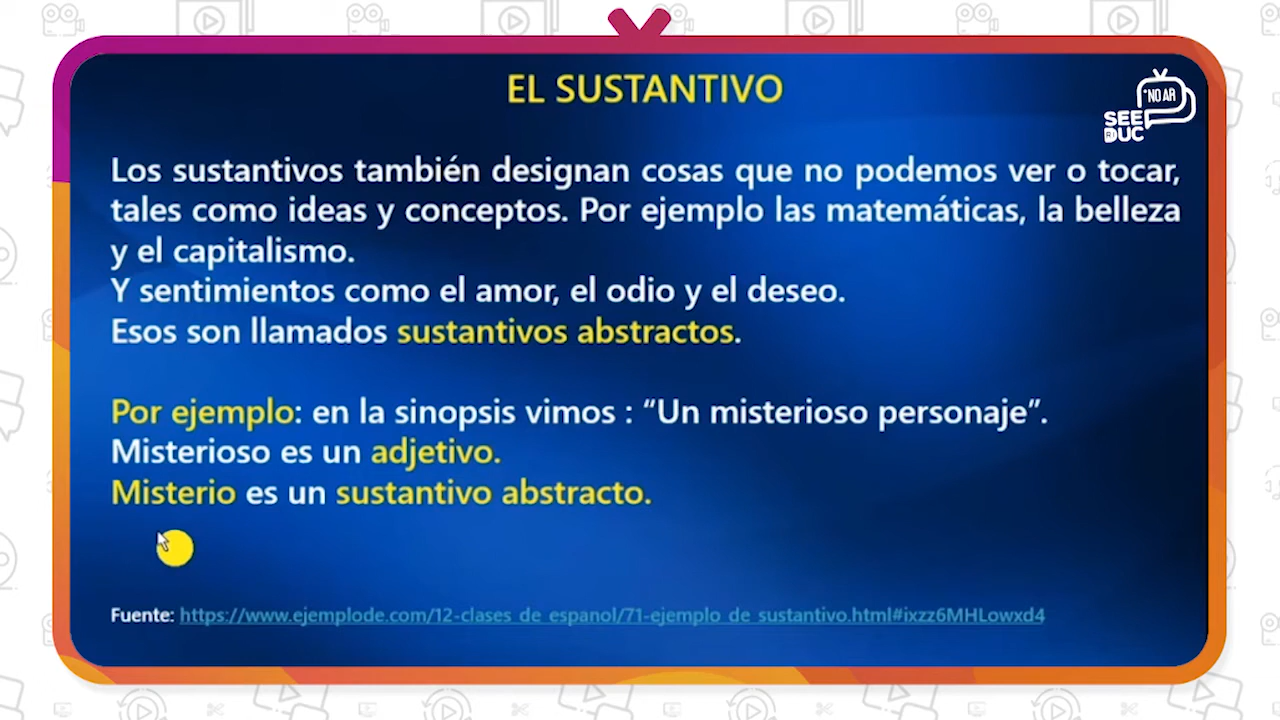 EL SUSTANTIVO
"NO AR
SEE
RJ DUC
Los sustantivos también designan cosas que no podemos ver o tocar,
tales como ideas y conceptos. Por ejemplo las matemáticas, la belleza
y el capitalismo.
Y sentimientos como el amor, el odio y el deseo.
Esos son llamados sustantivos abstractos.
Por ejemplo: en la sinopsis vimos : “Un misterioso personaje”.
Misterioso es un adjetivo.
Misterio es un sustantivo abstracto.
Fuente: https://www.ejemplode.com/12-clases_de_espanol/71-ejemplo_de_sustantivo.html#ixzz6MHLowxd4